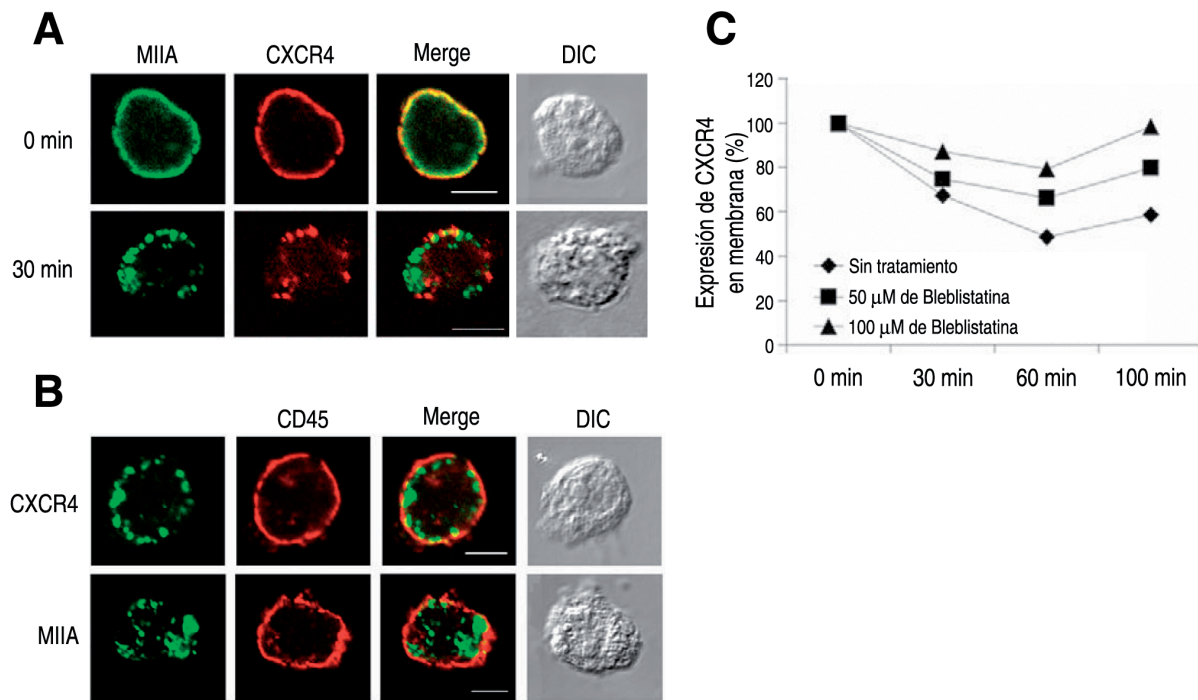 A
MIIA CXCR4 Merge DIC
0 min
30 min
B
CD45 Merge DIC
CXCR4
MIIA
C
Expresión de CXCR4
en membrana (%)
120
100
80
60
40
20
0
Sin tratamiento
50 μM de Bleblistatina
100 μM de Bleblistatina
0 min 30 min 60 min 100 min